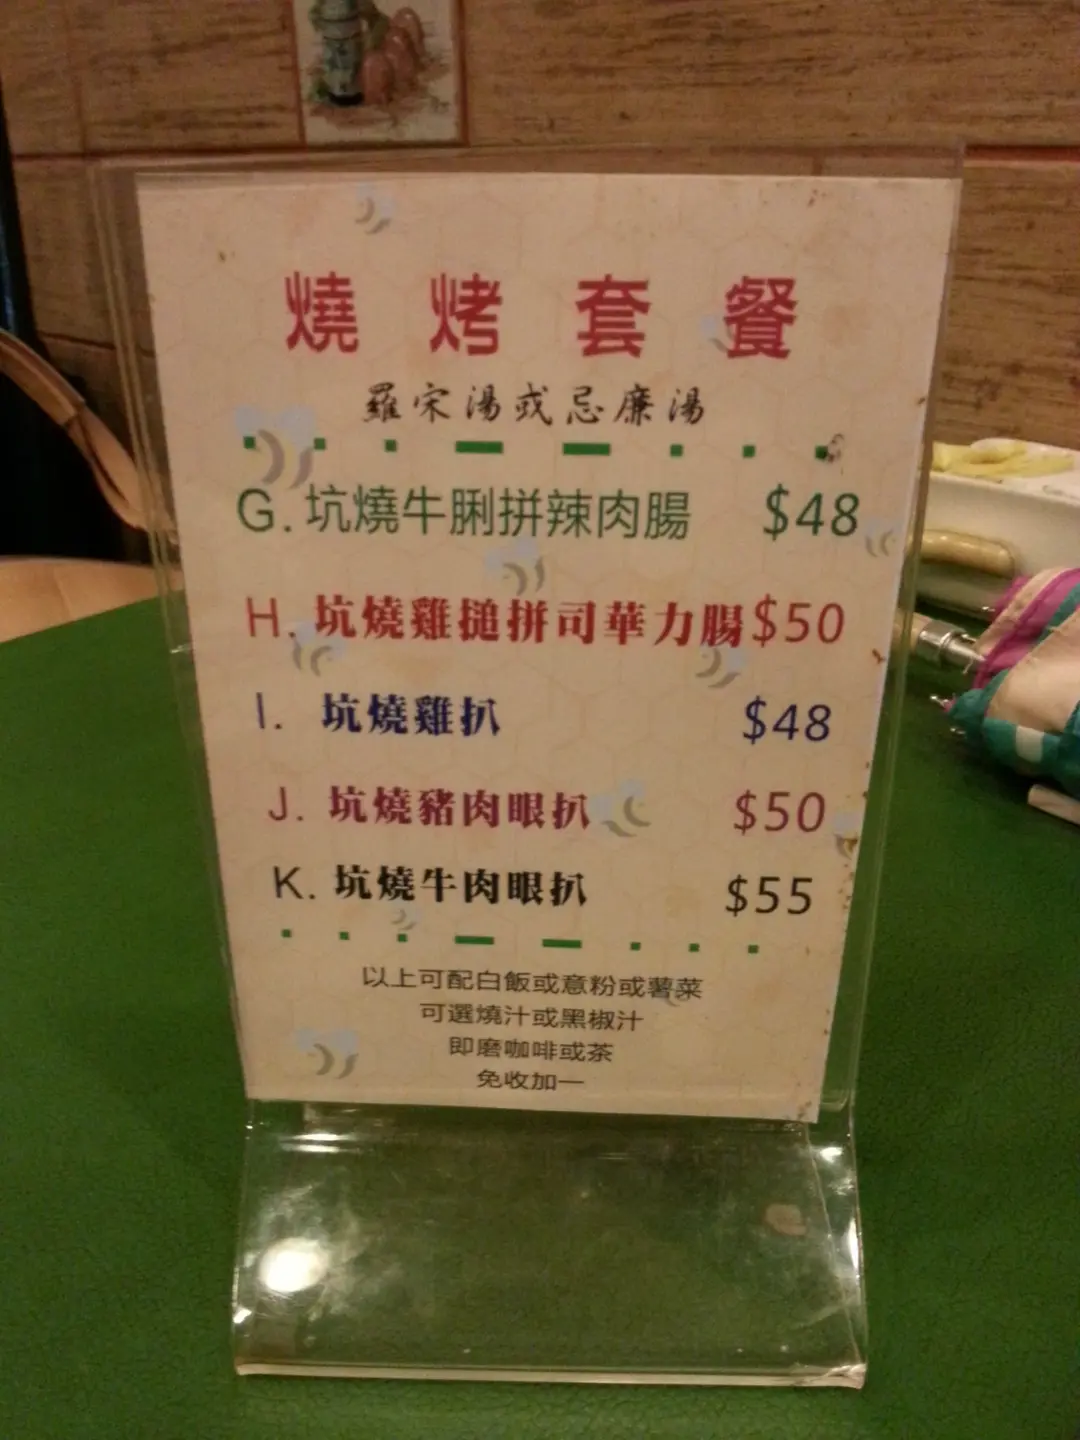 燒烤套餐
羅宋湯或忌廉湯
G. 坑燒牛脷拼辣肉腸 $48
H. 坑燒雞搥拼司華力腸 $50
I. 坑燒雞扒 $48
J. 坑燒豬肉眼扒 $50
K. 坑燒牛肉眼扒 $55
以上可配白飯或意粉或薯菜
可選燒汁或黑椒汁
即磨咖啡或茶
免收加一